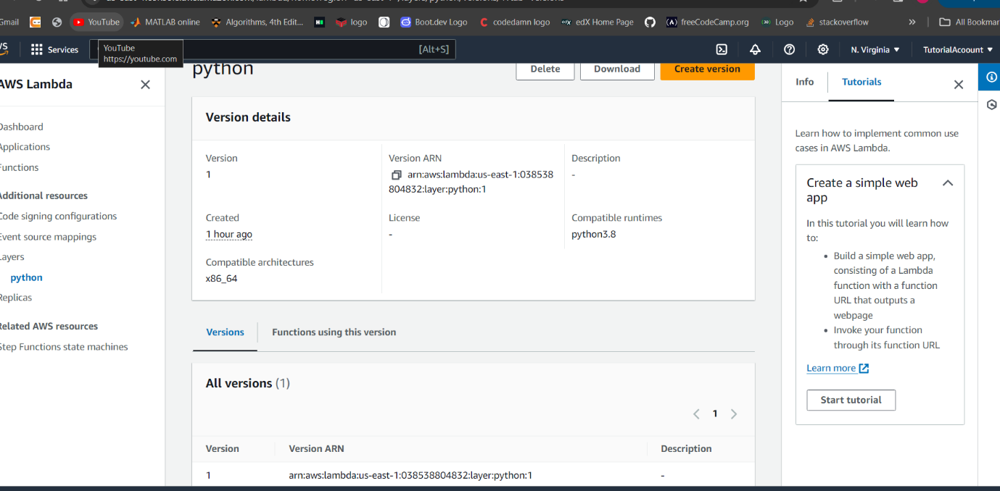 Gmail
YouTube
MATLAB online
Algorithms, 4th Edit...
logo
Boot.dev Logo
codedamn logo
edX Home Page
freeCodeCamp.org
Logo
stackoverflow
»
All Bookmar
Services
YouTube
https://youtube.com
[Alt+S]
N. Virginia
TutorialAcoount
AWS Lambda
Dashboard
Applications
Functions
Additional resources
Code signing configurations
Event source mappings
Layers
python
Replicas
Related AWS resources
Step Functions state machines
python
Delete
Download
Create version
Version details
Version
1
Version ARN
arn:aws:lambda:us-east-1:038538
804832:layer:python:1
Description
-
Created
1 hour ago
License
-
Compatible runtimes
python3.8
Compatible architectures
x86_64
Versions
Functions using this version
All versions (1)
1
Version
Version ARN
Description
1
arn:aws:lambda:us-east-1:038538804832:layer:python:1
-
Info
Tutorials
Learn how to implement common use
cases in AWS Lambda.
Create a simple web
app
In this tutorial you will learn how
to:
• Build a simple web app,
consisting of a Lambda
function with a function
URL that outputs a
webpage
• Invoke your function
through its function URL
Learn more
Start tutorial